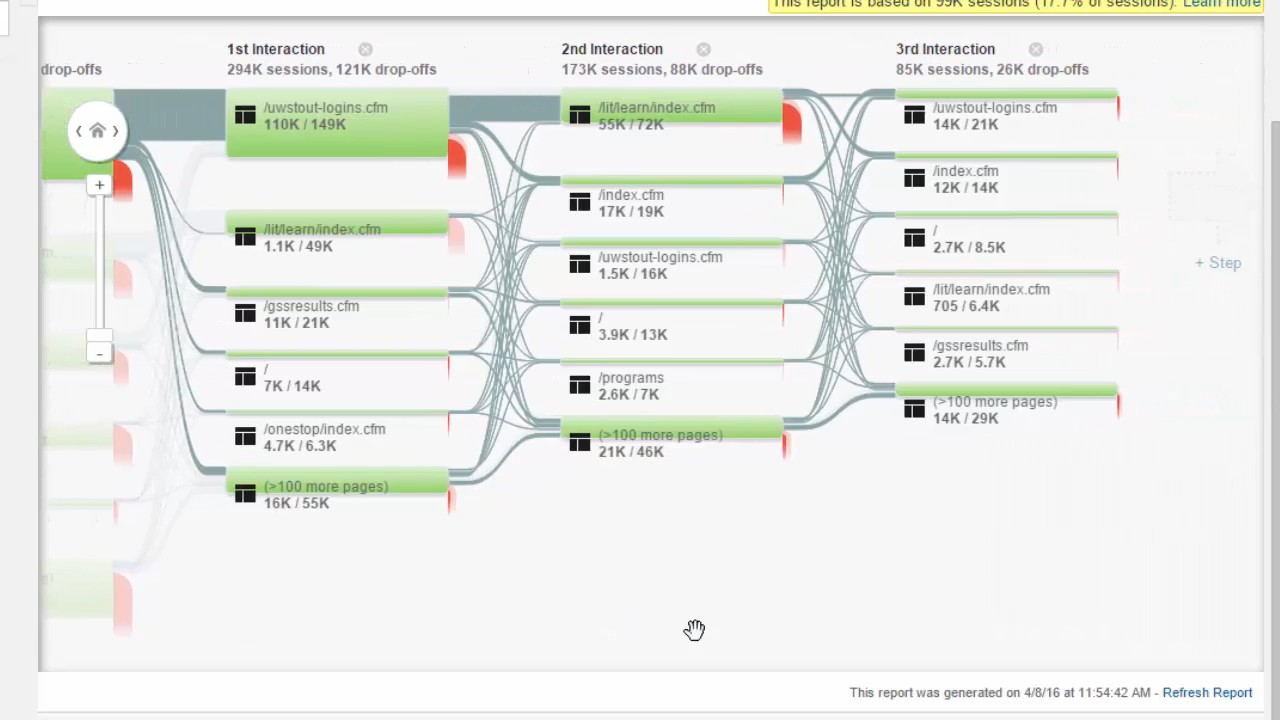 This report is based on 99K sessions (17.7% of sessions). Learn more
drop-offs
1st Interaction
294K sessions, 121K drop-offs
/uwstout-logins.cfm
110K / 149K
/lit/learn/index.cfm
1.1K / 49K
/gssresults.cfm
11K / 21K
/
7K / 14K
/onestop/index.cfm
4.7K / 6.3K
(>100 more pages)
16K / 55K
2nd Interaction
173K sessions, 88K drop-offs
/lit/learn/index.cfm
55K / 72K
/index.cfm
17K / 19K
/uwstout-logins.cfm
1.5K / 16K
/
3.9K / 13K
/programs
2.6K / 7K
(>100 more pages)
21K / 46K
3rd Interaction
85K sessions, 26K drop-offs
/uwstout-logins.cfm
14K / 21K
/index.cfm
12K / 14K
/
2.7K / 8.5K
/lit/learn/index.cfm
705 / 6.4K
/gssresults.cfm
2.7K / 5.7K
(>100 more pages)
14K / 29K
+ Step
This report was generated on 4/8/16 at 11:54:42 AM - Refresh Report